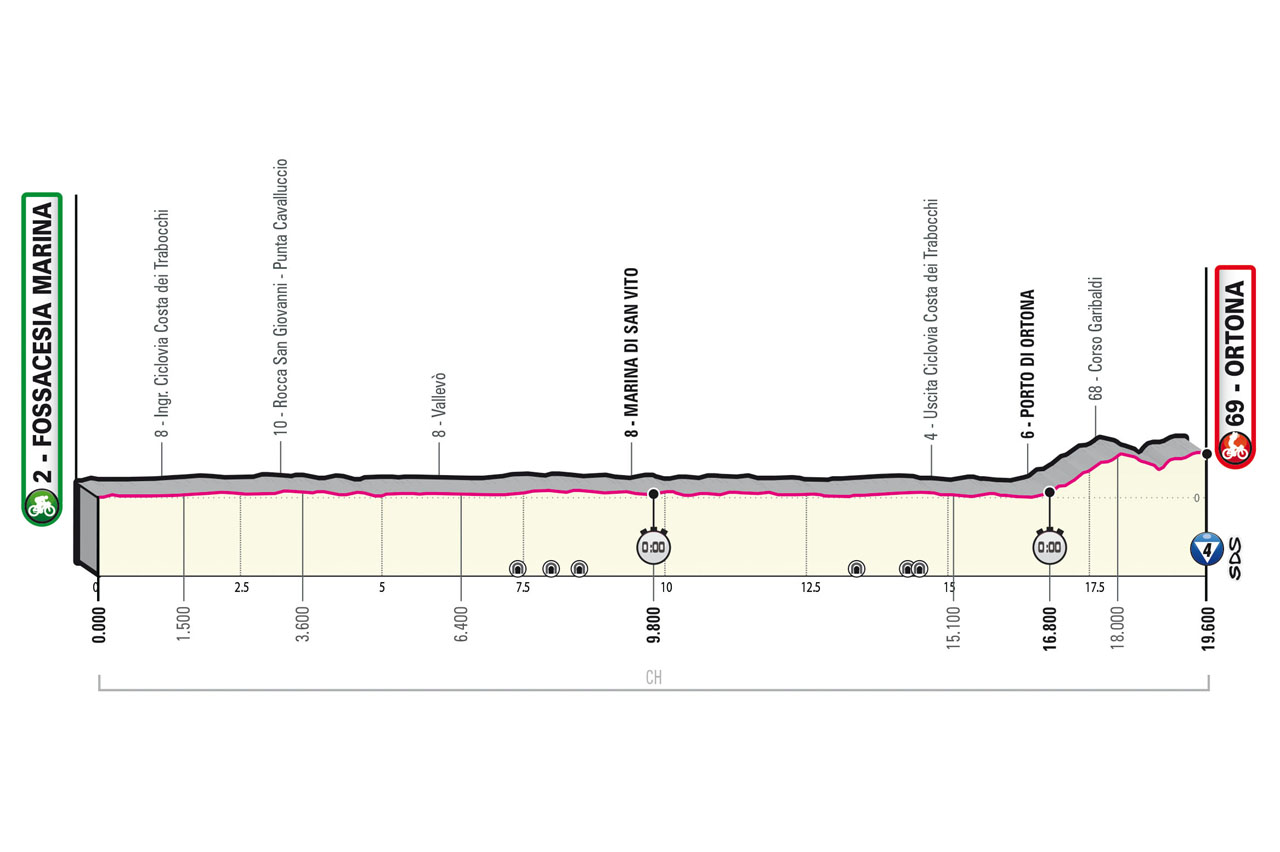 2 - FOSSACESIA MARINA
8 - Ingr. Ciclovia Costa dei Trabocchi
10 - Rocca San Giovanni - Punta Cavalluccio
8 - Vallevò
8 - MARINA DI SAN VITO
4 - Uscita Ciclovia Costa dei Trabocchi
6 - PORTO DI ORTONA
68 - Corso Garibaldi
69 - ORTONA
0
0:00
0:00
4
SDS
0
2.5
5
7.5
10
12.5
15
17.5
0.000
1.500
3.600
6.400
9.800
15.100
16.800
18.000
19.600
CH